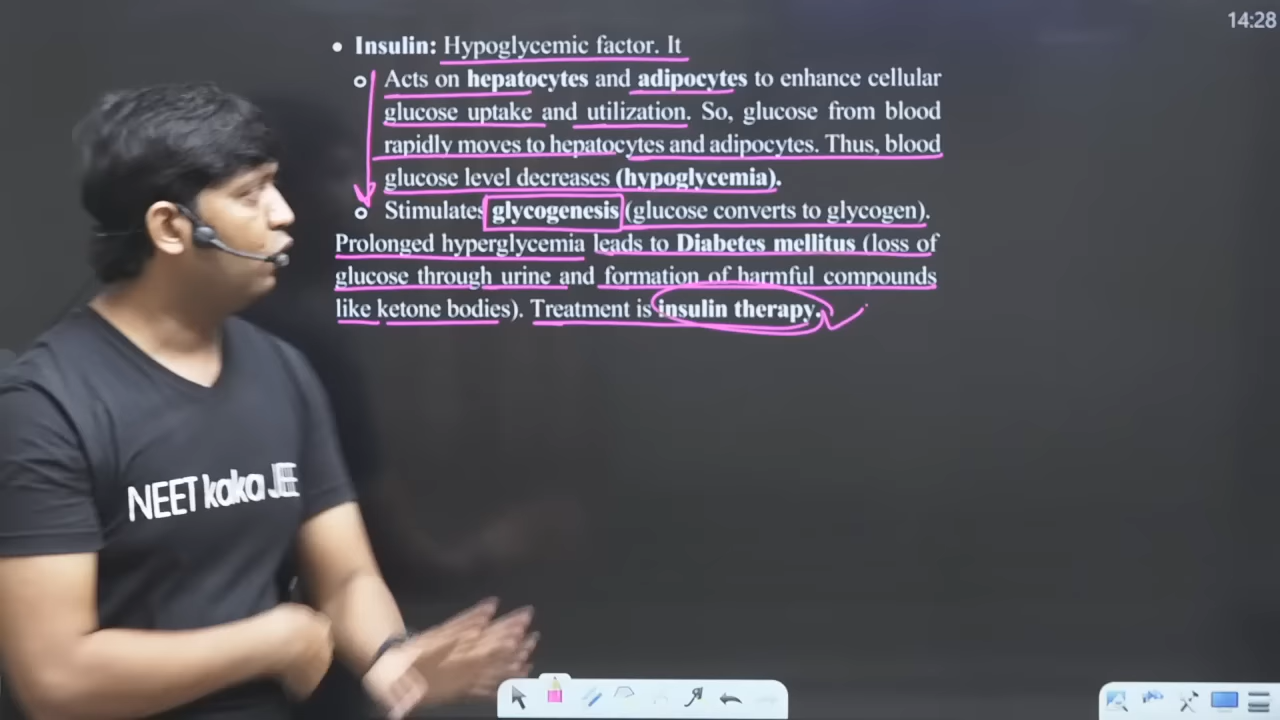 14:28
• Insulin: Hypoglycemic factor. It
o Acts on hepatocytes and adipocytes to enhance cellular
glucose uptake and utilization. So, glucose from blood
rapidly moves to hepatocytes and adipocytes. Thus, blood
glucose level decreases (hypoglycemia).
o Stimulates glycogenesis (glucose converts to glycogen).
Prolonged hyperglycemia leads to Diabetes mellitus (loss of
glucose through urine and formation of harmful compounds
like ketone bodies). Treatment is insulin therapy.
NEET kaka JEE